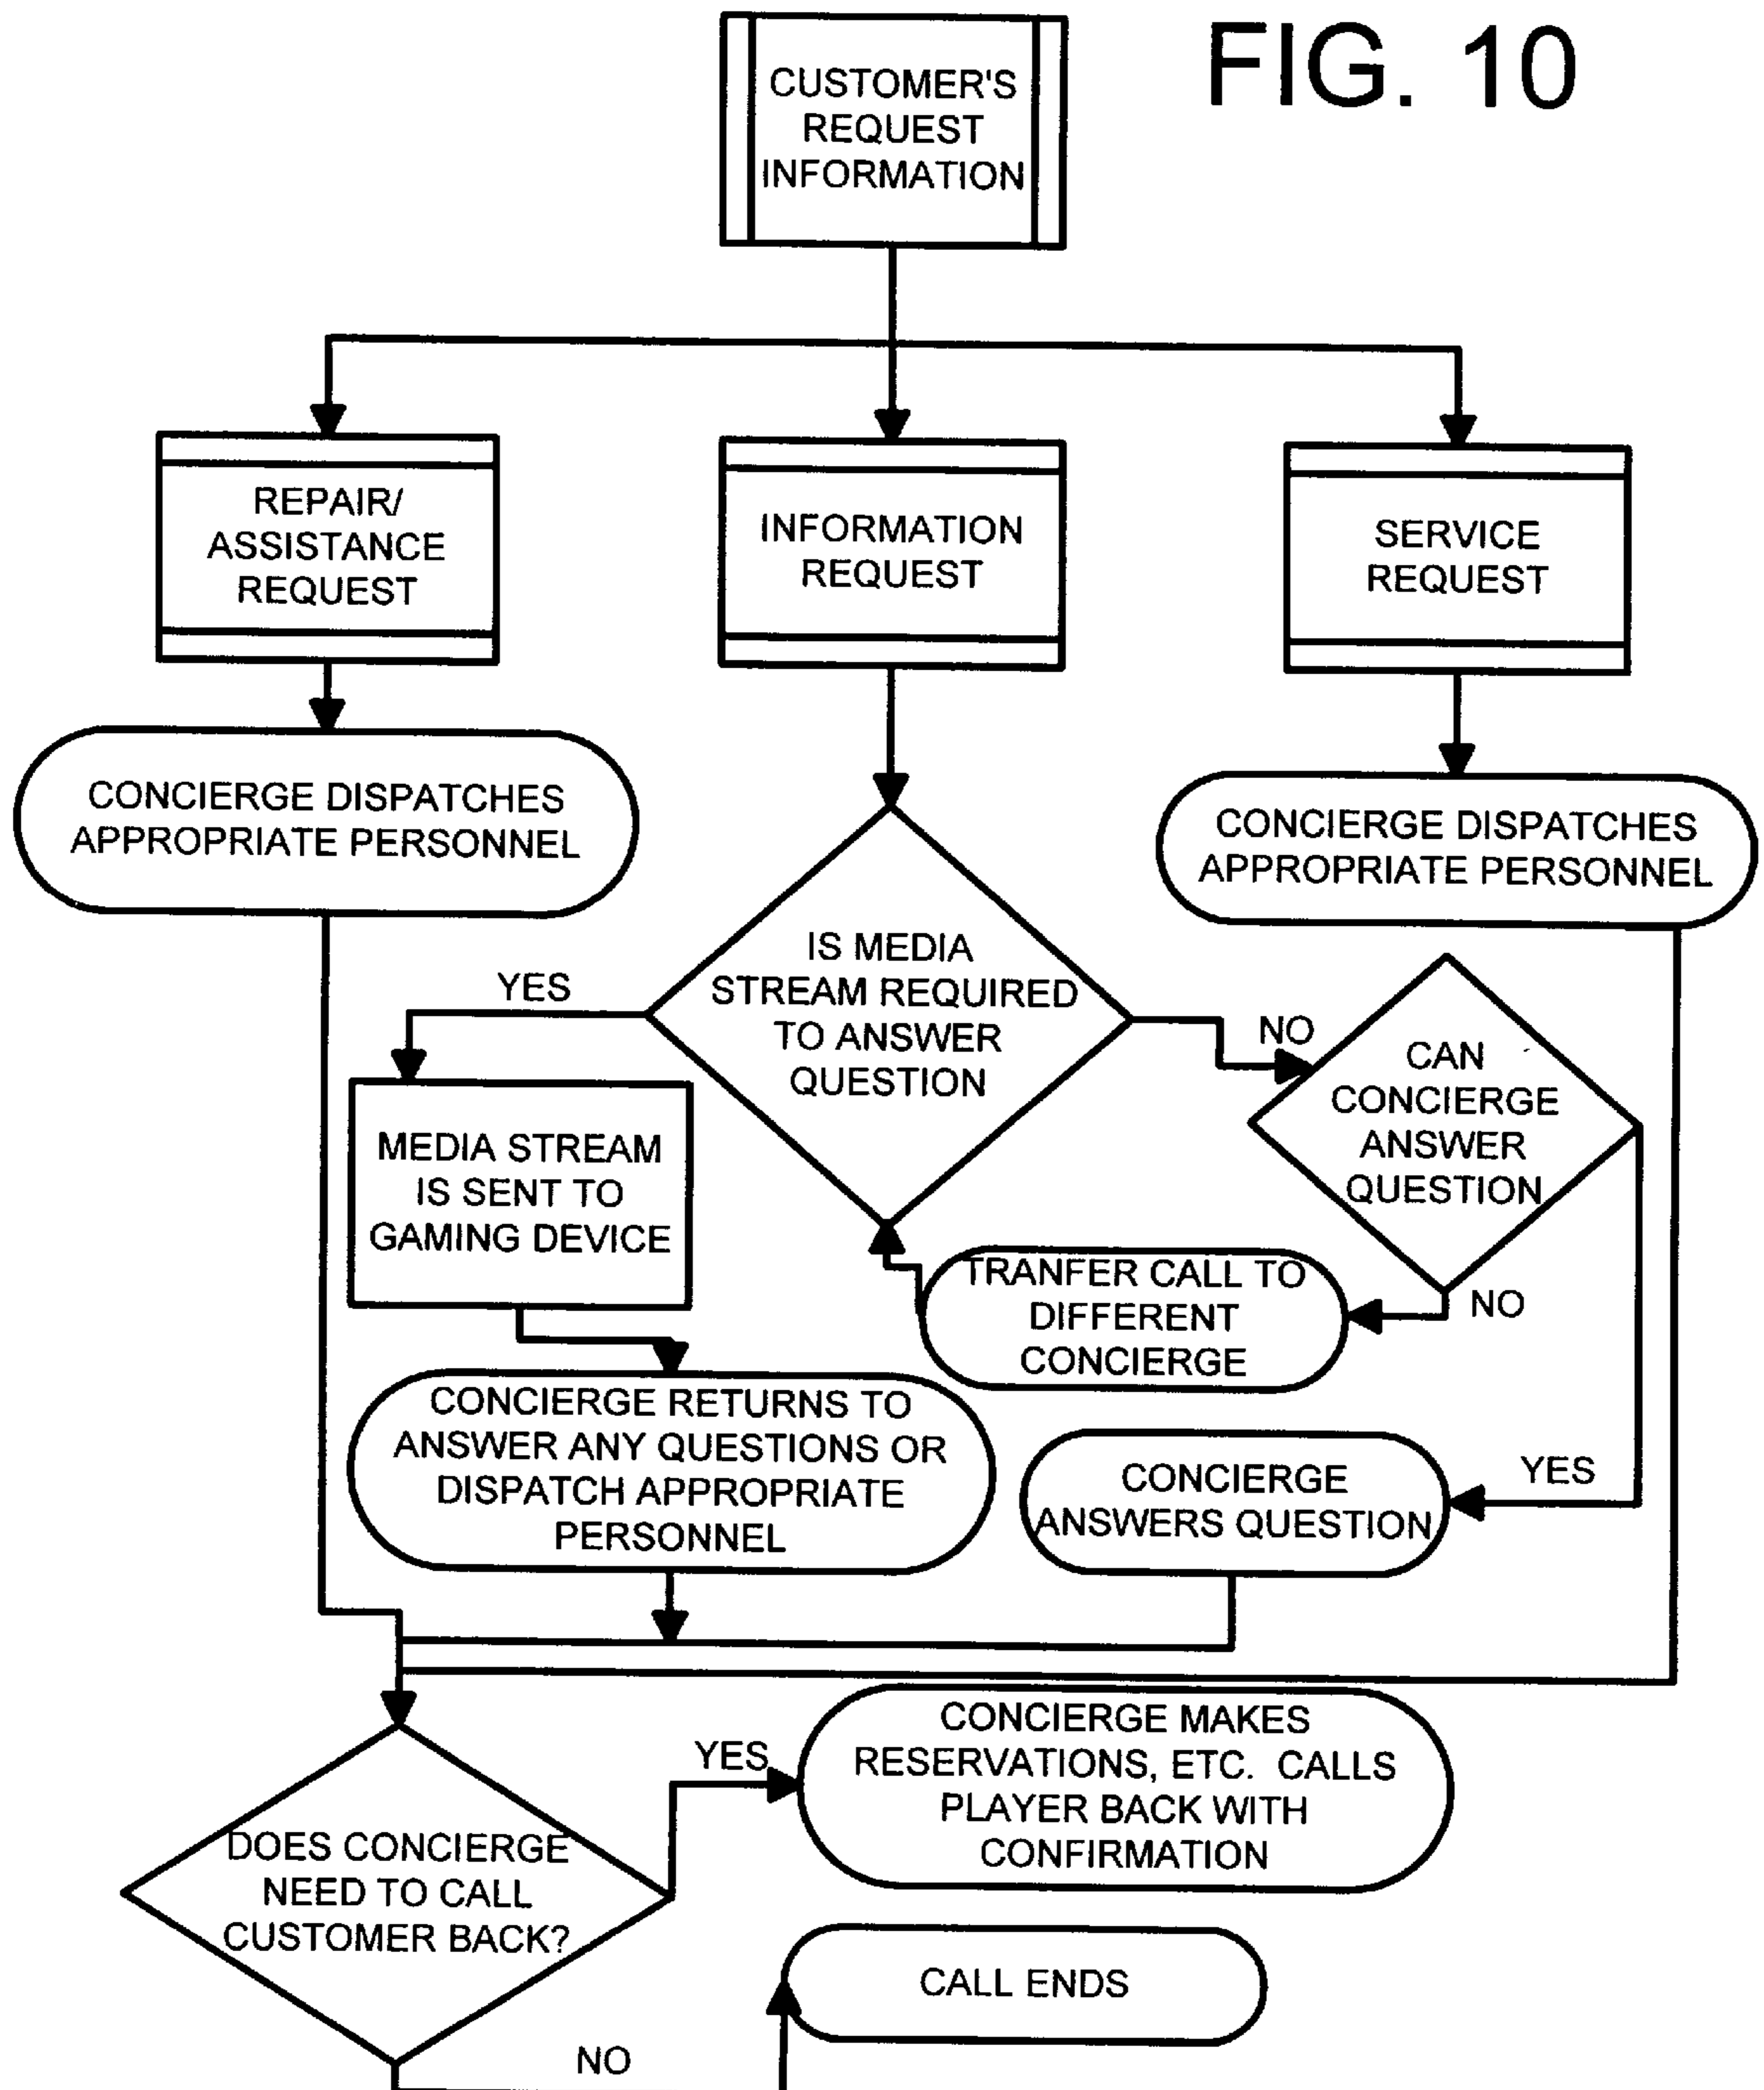 FIG. 10
CUSTOMER'S
REQUEST
INFORMATION
REPAIR/
ASSISTANCE
REQUEST
INFORMATION
REQUEST
SERVICE
REQUEST
CONCIERGE DISPATCHES
APPROPRIATE PERSONNEL
CONCIERGE DISPATCHES
APPROPRIATE PERSONNEL
IS MEDIA
STREAM REQUIRED
TO ANSWER
QUESTION
YES
NO
CAN
CONCIERGE
ANSWER
QUESTION
MEDIA STREAM
IS SENT TO
GAMING DEVICE
TRANFER CALL TO
DIFFERENT
CONCIERGE
NO
CONCIERGE RETURNS TO
ANSWER ANY QUESTIONS OR
DISPATCH APPROPRIATE
PERSONNEL
CONCIERGE
ANSWERS QUESTION
YES
DOES CONCIERGE
NEED TO CALL
CUSTOMER BACK?
YES
CONCIERGE MAKES
RESERVATIONS, ETC. CALLS
PLAYER BACK WITH
CONFIRMATION
CALL ENDS
NO